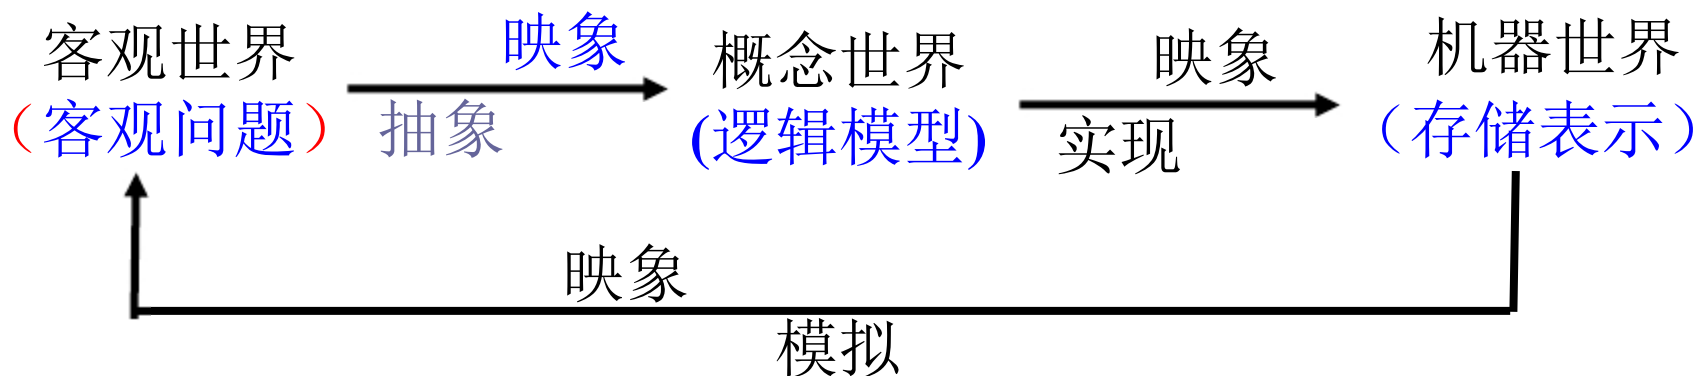 客观世界
（客观问题）
映象
抽象
概念世界
(逻辑模型)
映象
实现
机器世界
（存储表示）
映象
模拟